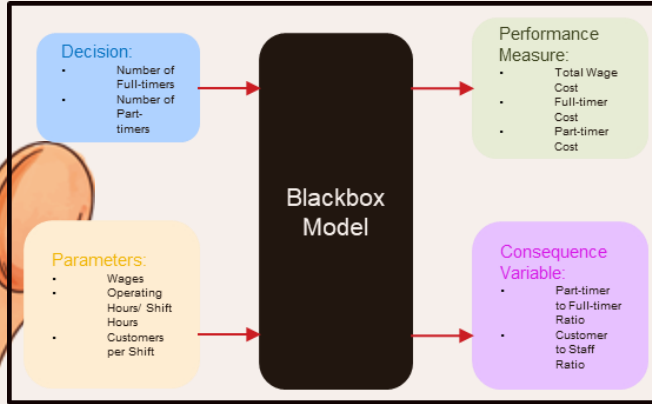 Decision:
• Number of
Full-timers
• Number of
Part-
timers
Parameters:
• Wages
• Operating
Hours/ Shift
Hours
• Customers
per Shift
Blackbox
Model
Performance
Measure:
• Total Wage
Cost
• Full-timer
Cost
• Part-timer
Cost
Consequence
Variable:
• Part-timer
to Full-timer
Ratio
• Customer
to Staff
Ratio